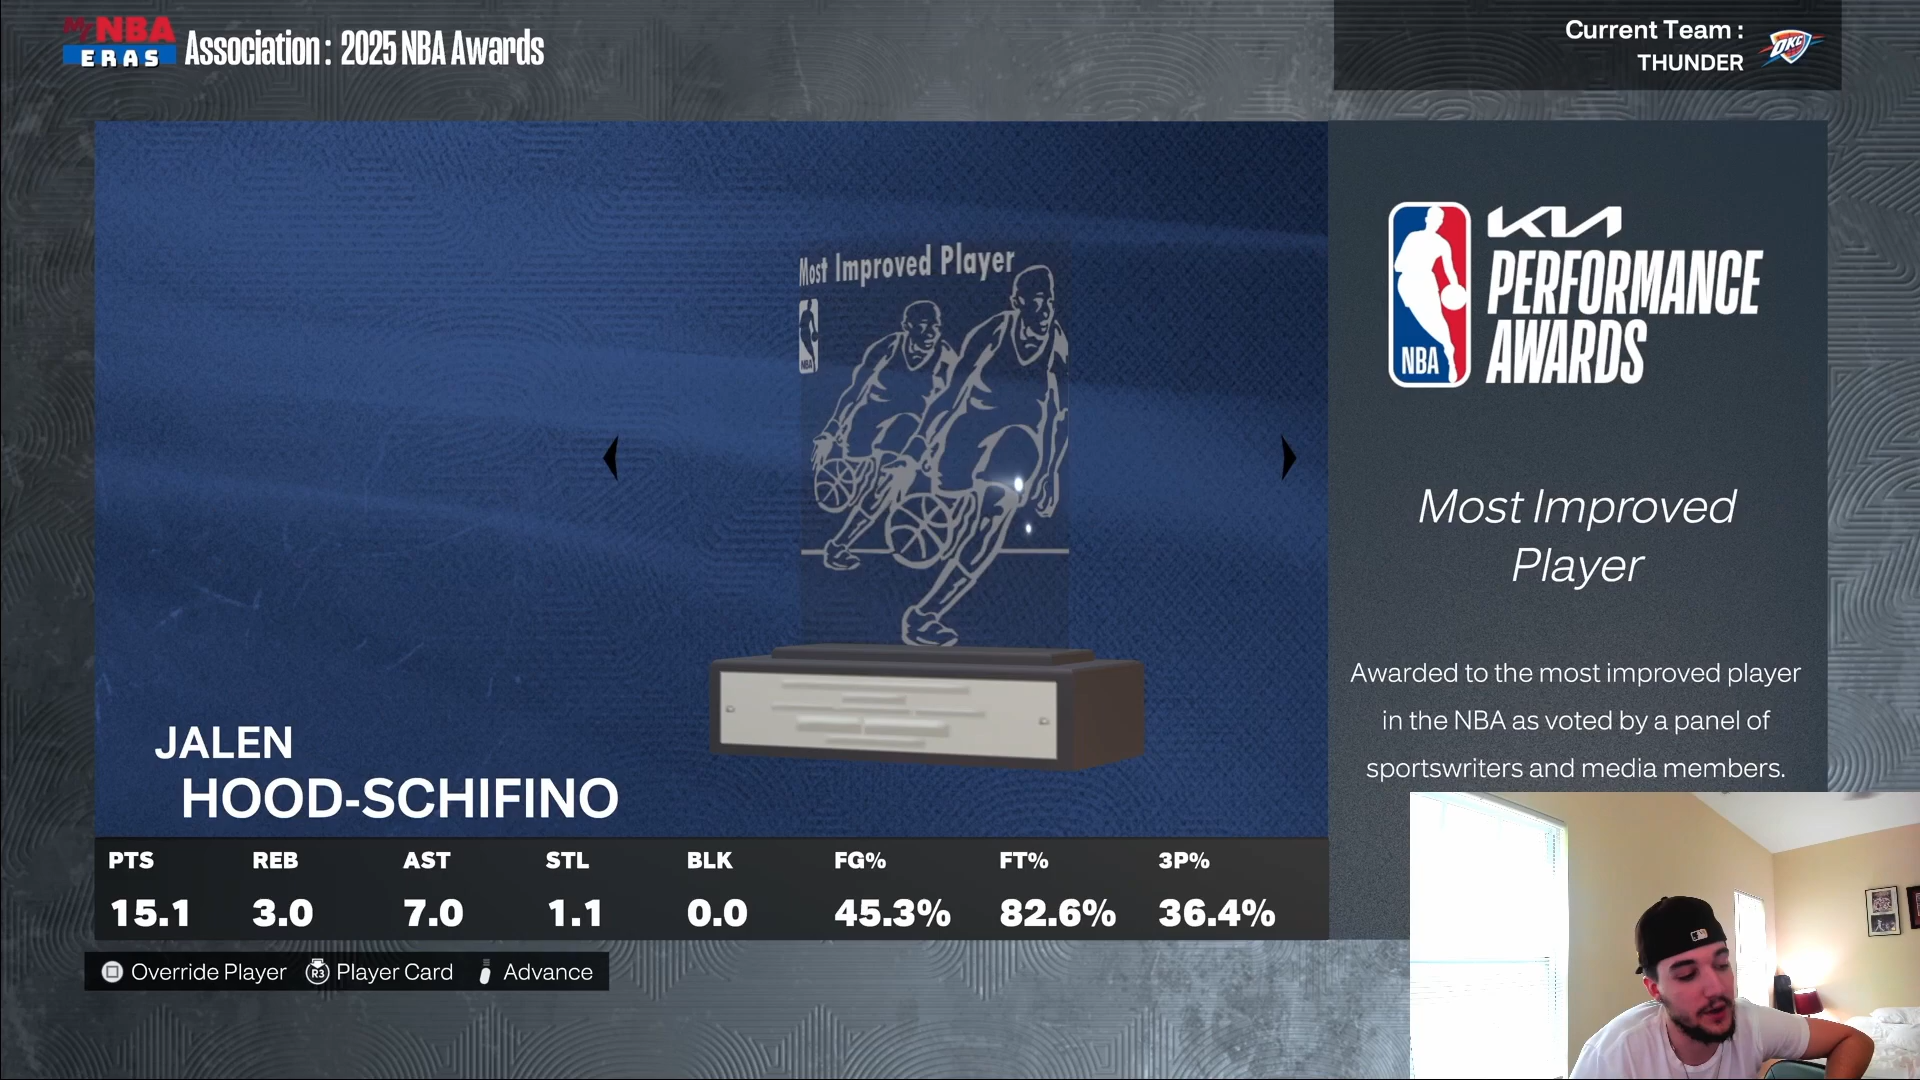 My NBA
ERAS
Association : 2025 NBA Awards
Current Team :
THUNDER
OKC
Most Improved Player
NBA
NBA
KIA
PERFORMANCE
AWARDS
Most Improved
Player
Awarded to the most improved player
in the NBA as voted by a panel of
sportswriters and media members.
JALEN
HOOD-SCHIFINO
PTS REB AST STL BLK FG% FT% 3P%
15.1 3.0 7.0 1.1 0.0 45.3% 82.6% 36.4%
Override Player R3 Player Card Advance